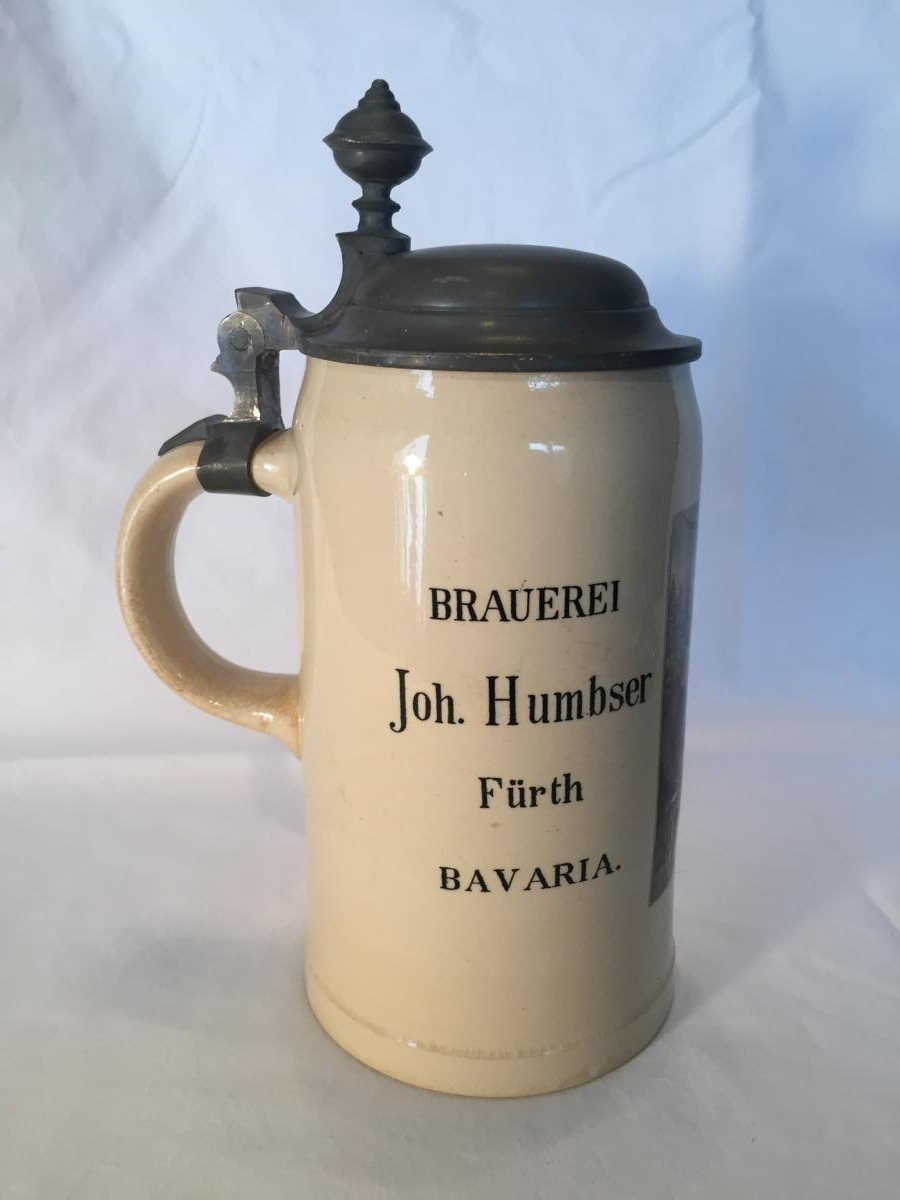 BRAUEREI
Joh. Humbser
Fürth
BAVARIA.